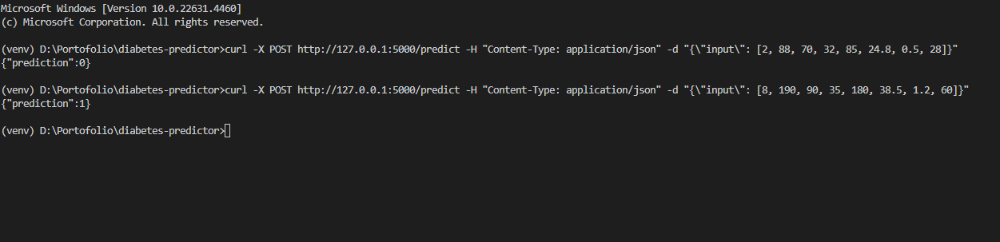 Microsoft Windows [Version 10.0.22631.4460]
(c) Microsoft Corporation. All rights reserved.
(venv) D:\Portofolio\diabetes-predictor>curl -X POST http://127.0.0.1:5000/predict -H "Content-Type: application/json" -d "{\"input\": [2, 88, 70, 32, 85, 24.8, 0.5, 28]}"
{"prediction":0}
(venv) D:\Portofolio\diabetes-predictor>curl -X POST http://127.0.0.1:5000/predict -H "Content-Type: application/json" -d "{\"input\": [8, 190, 90, 35, 180, 38.5, 1.2, 60]}"
{"prediction":1}
(venv) D:\Portofolio\diabetes-predictor>